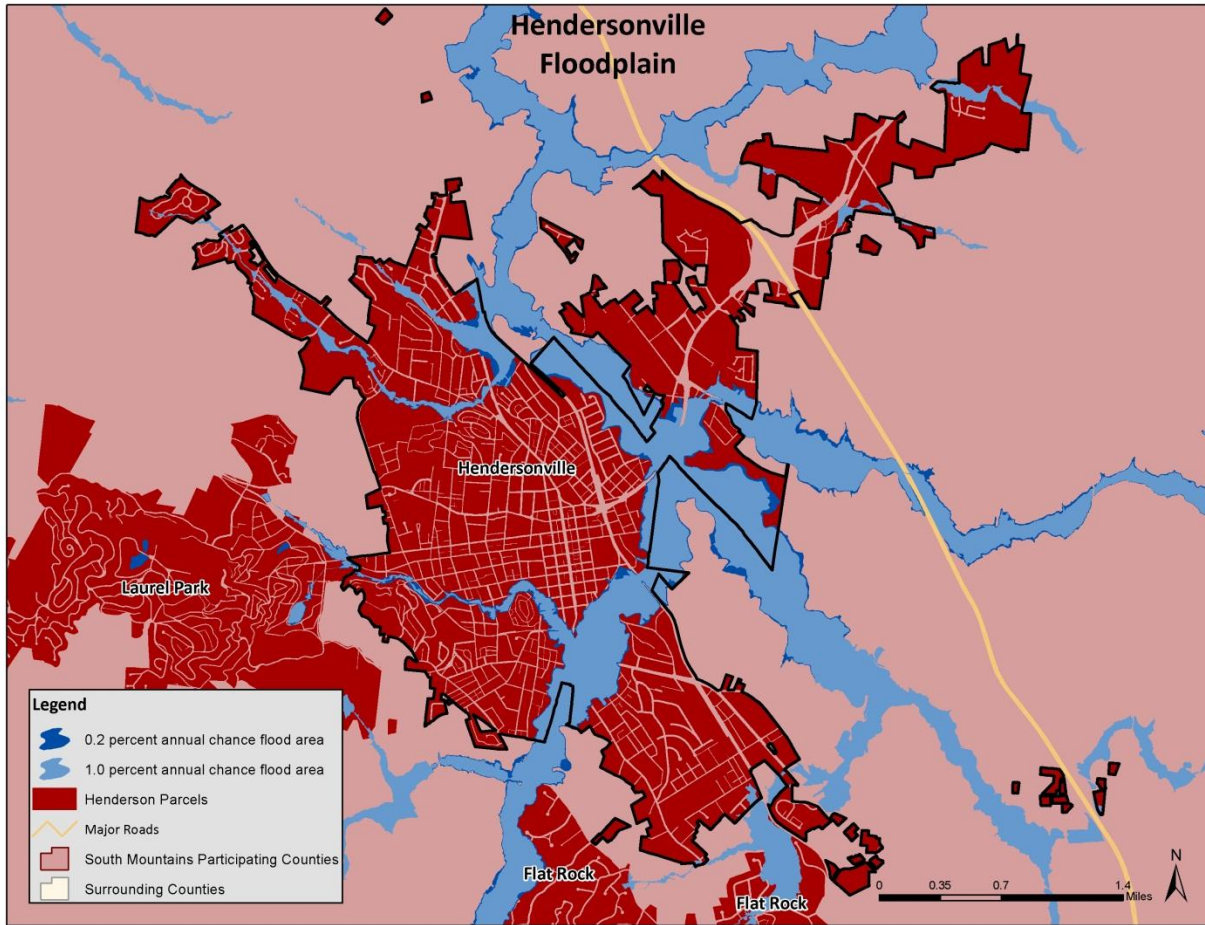 Hendersonville
Floodplain
Hendersonville
Laurel Park
Flat Rock
Flat Rock
Legend
0.2 percent annual chance flood area
1.0 percent annual chance flood area
Henderson Parcels
Major Roads
South Mountains Participating Counties
Surrounding Counties
N
0 0.35 0.7 1.4
Miles